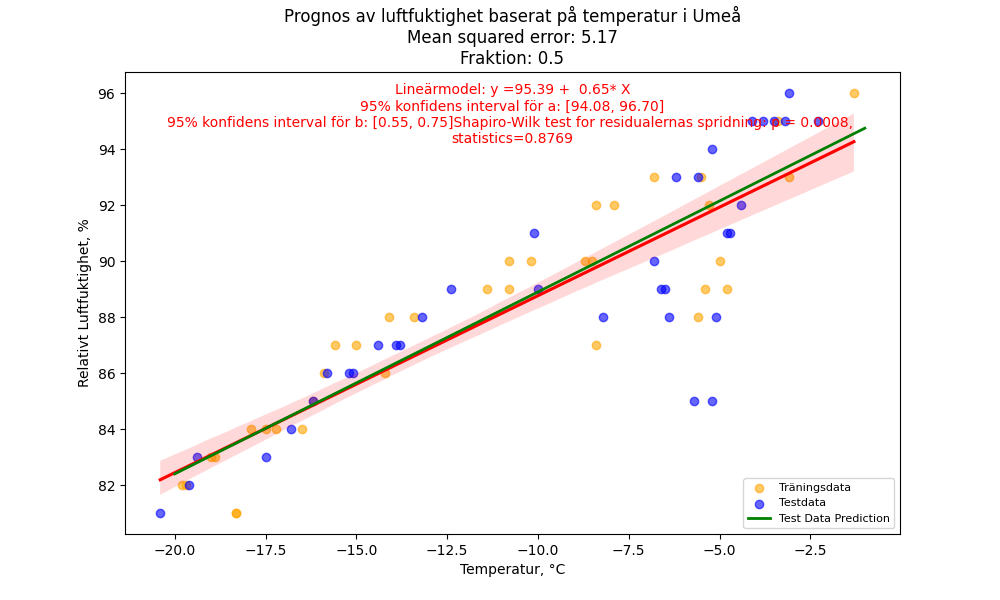 Prognos av luftfuktighet baserat på temperatur i Umeå
Mean squared error: 5.17
Fraktion: 0.5
Lineärmodel: y =95.39 + 0.65* X
95% konfidens interval för a: [94.08, 96.70]
95% konfidens interval för b: [0.55, 0.75]Shapiro-Wilk test for residualernas spridning: p = 0.0008,
statistics=0.8769
Relativt Luftfuktighet, %
96
94
92
90
88
86
84
82
−20.0 −17.5 −15.0 −12.5 −10.0 −7.5 −5.0 −2.5
Temperatur, °C
Träningsdata
Testdata
Test Data Prediction